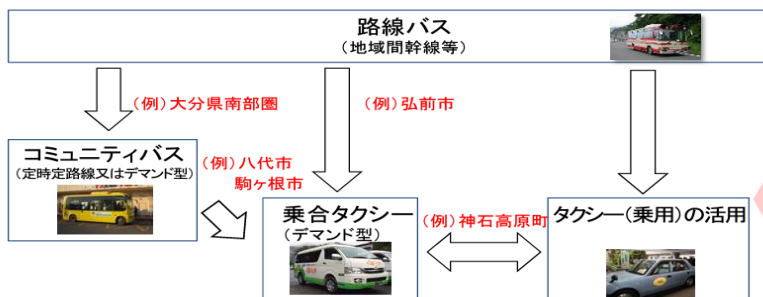 路線バス
(地域間幹線等)
(例)大分県南部圏
(例)弘前市
コミュニティバス
(定時定路線又はデマンド型)
(例)八代市
駒ヶ根市
乗合タクシー
(デマンド型)
(例)神石高原町
タクシー(乗用)の活用